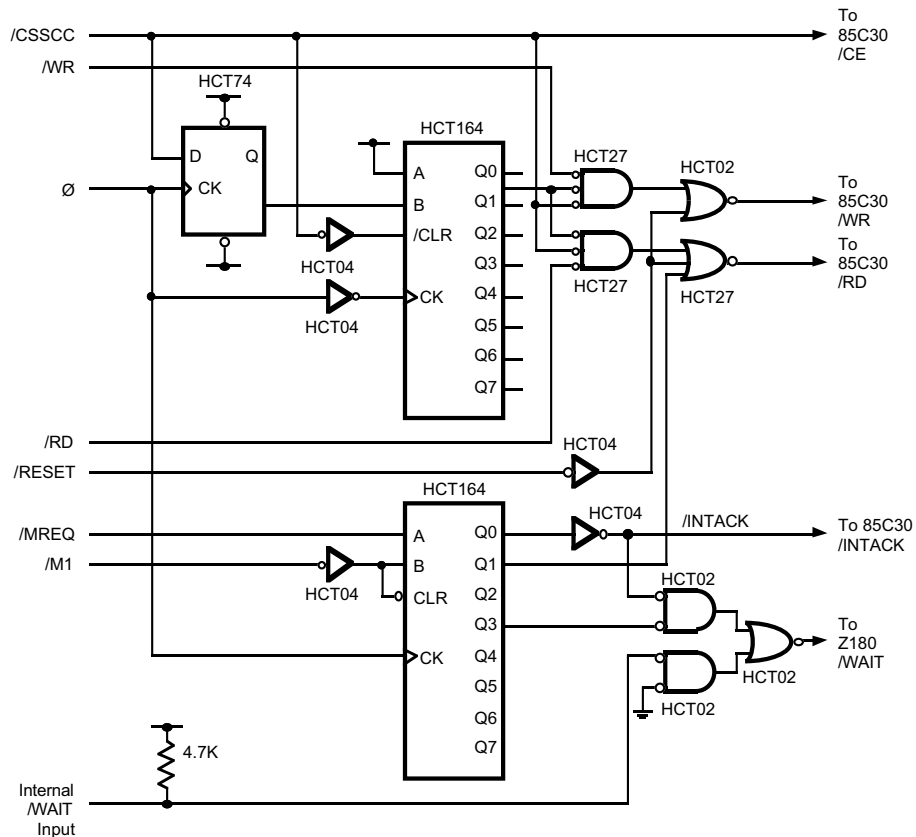 /CSSCC
To
85C30
/CE
/WR
HCT74
HCT164
D
Q
A
Q0
HCT27
HCT02
Ø
CK
B
Q1
To
85C30
/WR
/CLR
Q2
HCT04
Q3
HCT27
To
85C30
/RD
CK
Q4
HCT27
HCT04
Q5
Q6
Q7
/RD
HCT04
/RESET
HCT164
HCT04
/MREQ
A
Q0
/INTACK
To 85C30
/INTACK
/M1
B
Q1
HCT04
CLR
Q2
HCT02
Q3
To
Z180
/WAIT
CK
Q4
HCT02
Q5
HCT02
Q6
Q7
4.7K
Internal
/WAIT
Input